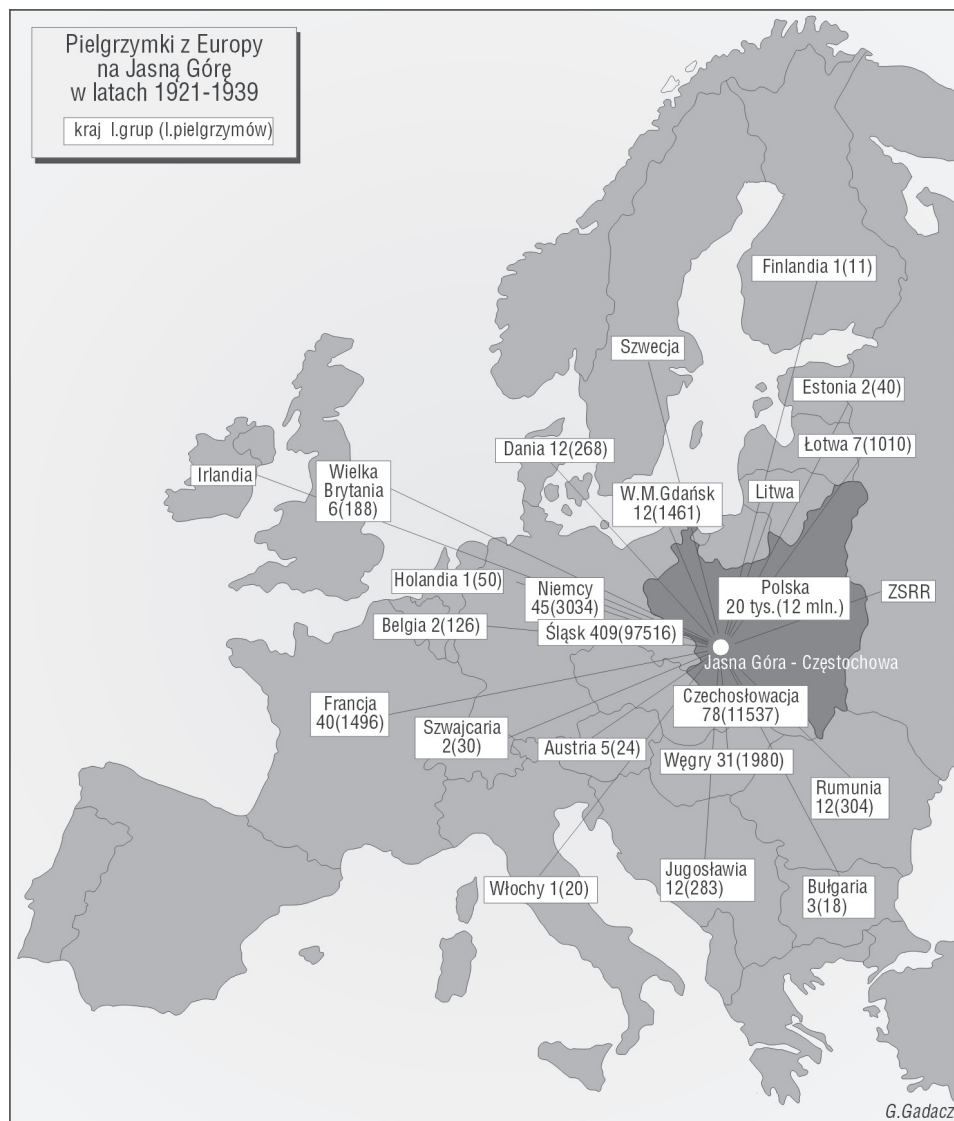 Pielgrzymki z Europy
na Jasną Górę
w latach 1921-1939
kraj l.grup (l.pielgrzymów)
Finlandia 1(11)
Szwecja
Estonia 2(40)
Łotwa 7(1010)
Dania 12(268)
Irlandia
Wielka
Brytania
6(188)
W.M.Gdańsk
12(1461)
Litwa
Holandia 1(50)
Niemcy
45(3034)
Polska
20 tys.(12 mln.)
ZSRR
Belgia 2(126)
Śląsk 409(97516)
Jasna Góra - Częstochowa
Francja
40(1496)
Szwajcaria
2(30)
Austria 5(24)
Czechosłowacja
78(11537)
Węgry 31(1980)
Rumunia
12(304)
Włochy 1(20)
Jugosławia
12(283)
Bułgaria
3(18)
G.Gadacz